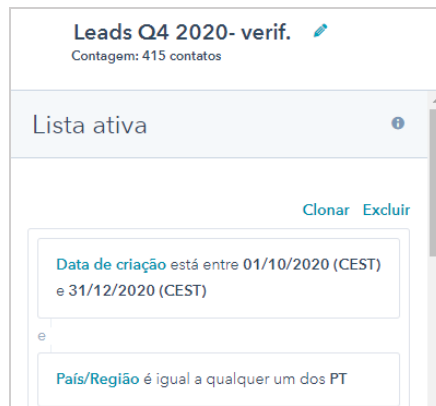 Leads Q4 2020- verif.
Contagem: 415 contatos
Lista ativa
Clonar Excluir
Data de criação está entre 01/10/2020 (CEST)
e 31/12/2020 (CEST)
e
País/Região é igual a qualquer um dos PT